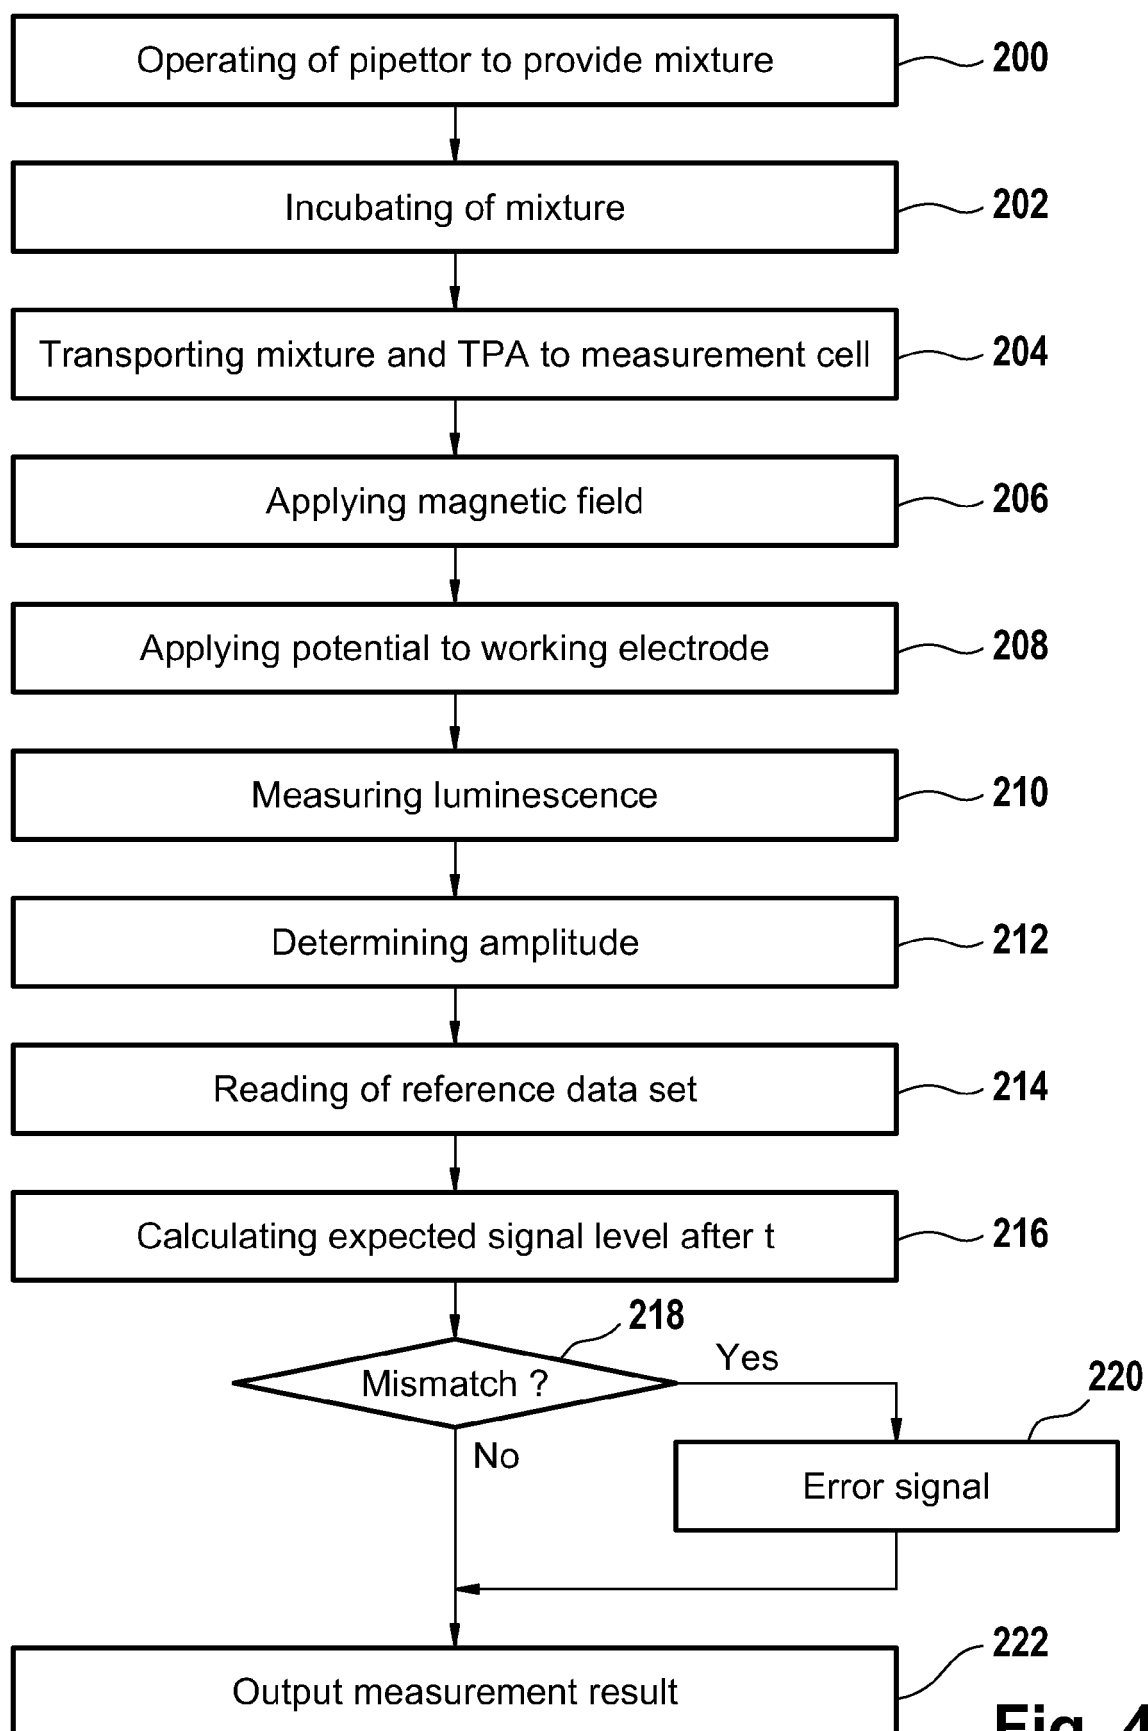 Operating of pipettor to provide mixture
200
Incubating of mixture
202
Transporting mixture and TPA to measurement cell
204
Applying magnetic field
206
Applying potential to working electrode
208
Measuring luminescence
210
Determining amplitude
212
Reading of reference data set
214
Calculating expected signal level after t
216
218
Mismatch ?
Yes
220
No
Error signal
222
Output measurement result
Fig. 4